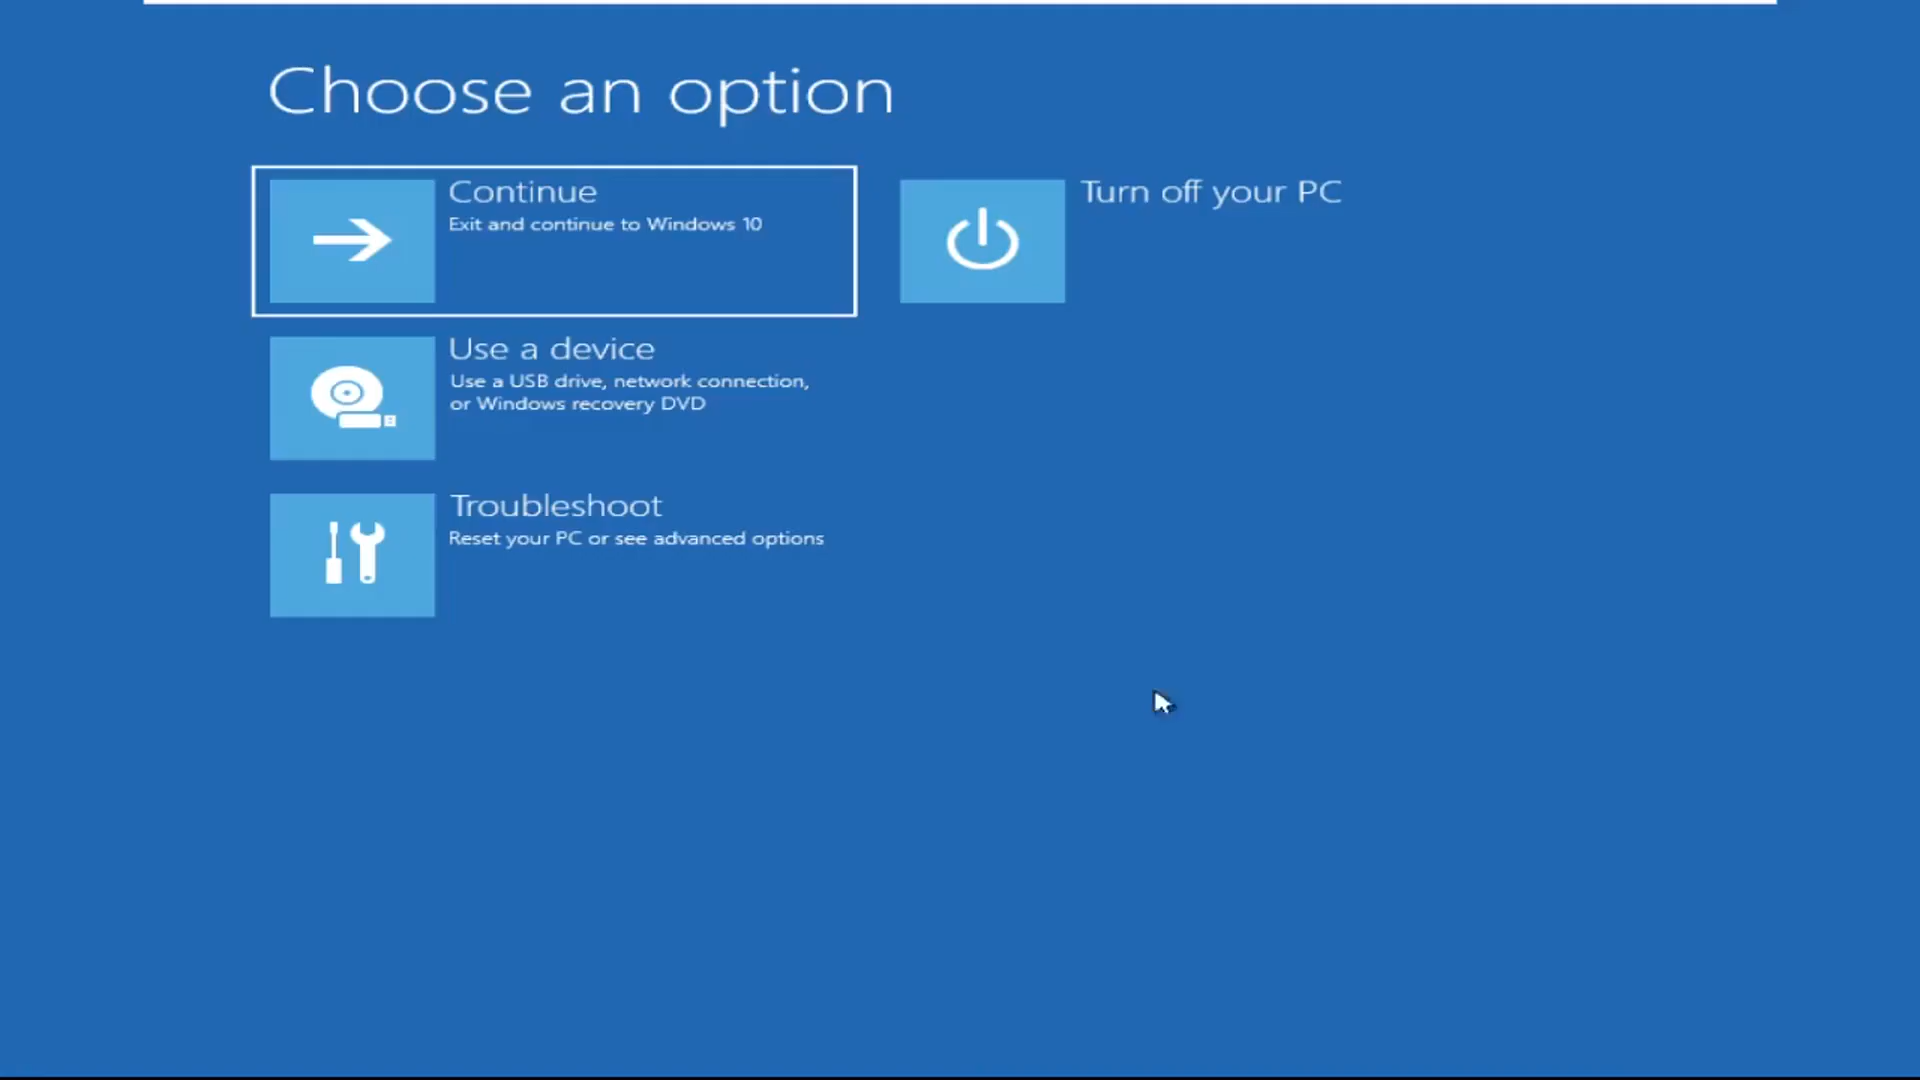 Choose an option
Continue
Exit and continue to Windows 10
Turn off your PC
Use a device
Use a USB drive, network connection,
or Windows recovery DVD
Troubleshoot
Reset your PC or see advanced options